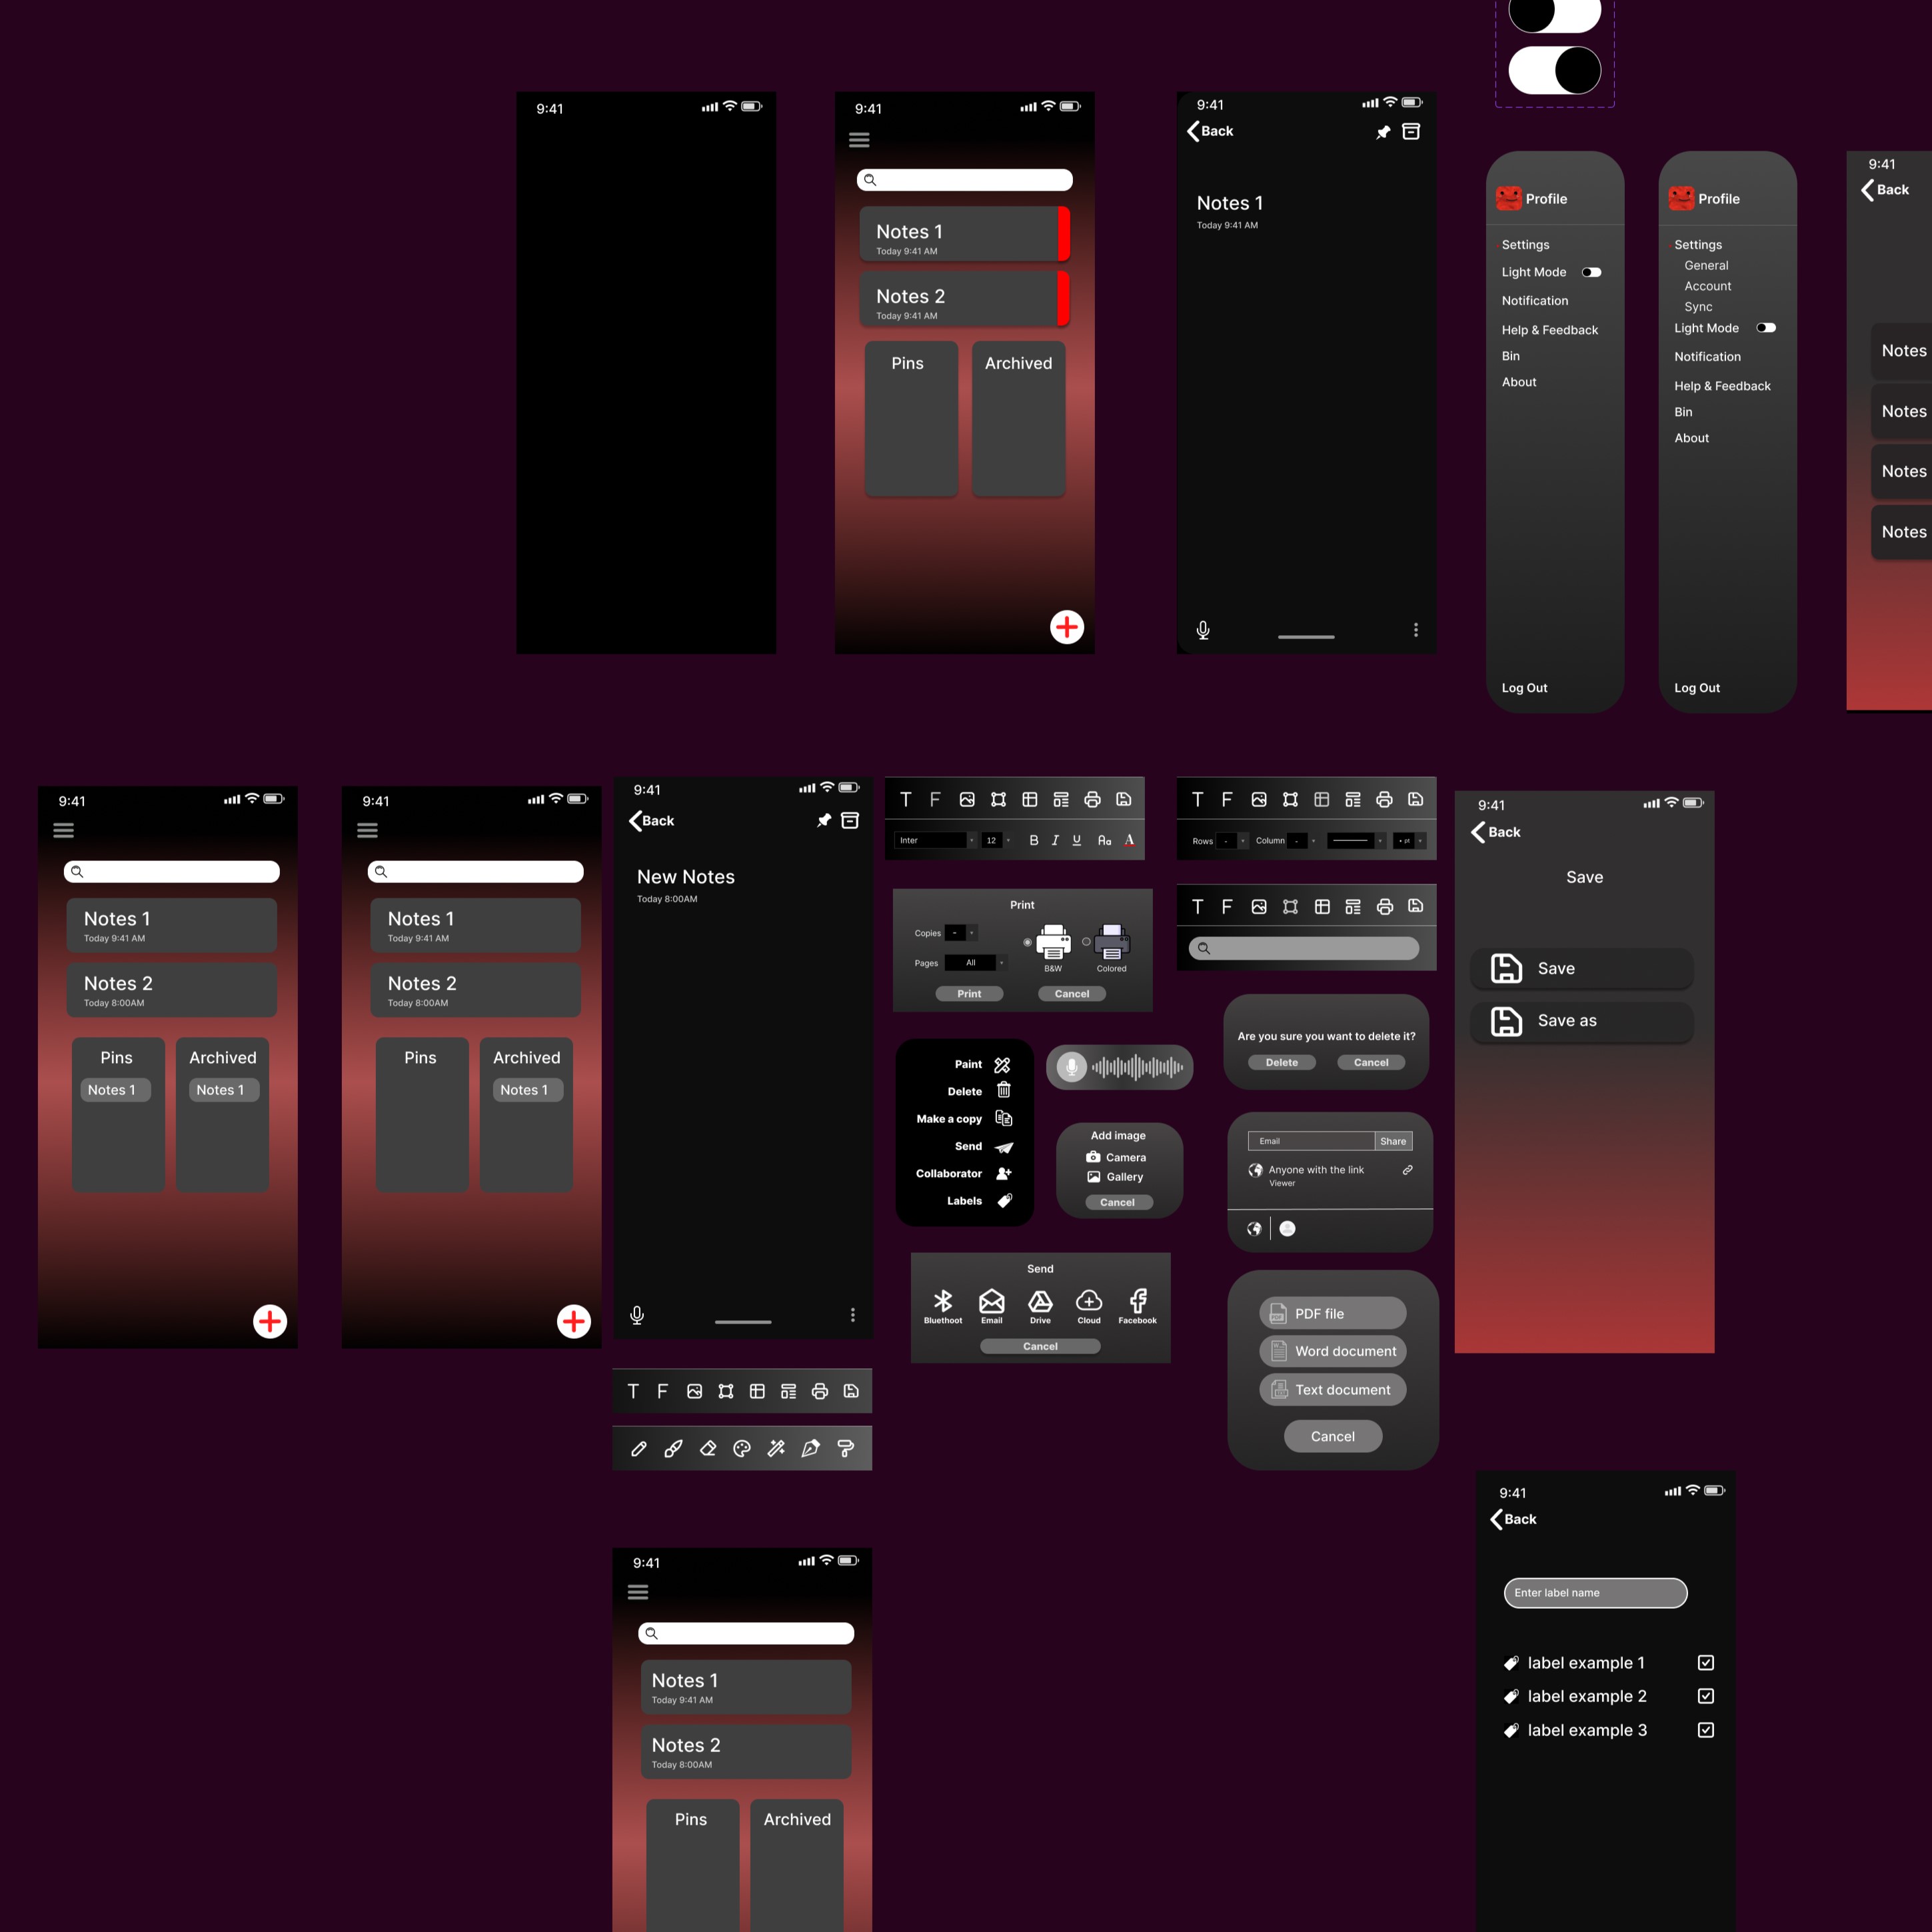 9:41
9:41
Notes 1
Today 9:41 AM
Notes 2
Today 9:41 AM
Pins
Archived
9:41
Back
Notes 1
Today 9:41 AM
Profile
Settings
Light Mode
Notification
Help & Feedback
Bin
About
Log Out
Profile
Settings
General
Account
Sync
Light Mode
Notification
Help & Feedback
Bin
About
Log Out
9:41
Back
Notes
Notes
Notes
Notes
9:41
Notes 1
Today 9:41 AM
Notes 2
Today 8:00AM
Pins
Archived
Notes 1
Notes 1
9:41
Notes 1
Today 9:41 AM
Notes 2
Today 8:00AM
Pins
Archived
Notes 1
9:41
Back
New Notes
Today 8:00AM
T F
Inter
12
B I U Aa A
T F
Rows - Column - pt
Print
Copies -
Pages All
B&W
Colored
Print
Cancel
T F
Are you sure you want to delete it?
Delete
Cancel
Paint
Delete
Make a copy
Send
Collaborator
Labels
Add image
Camera
Gallery
Cancel
Email
Share
Anyone with the link
Viewer
Send
Bluethoot
Email
Drive
Cloud
Facebook
Cancel
PDF file
Word document
Text document
Cancel
9:41
Back
Save
Save
Save as
T F
9:41
Notes 1
Today 9:41 AM
Notes 2
Today 8:00AM
Pins
Archived
9:41
Back
Enter label name
label example 1
label example 2
label example 3